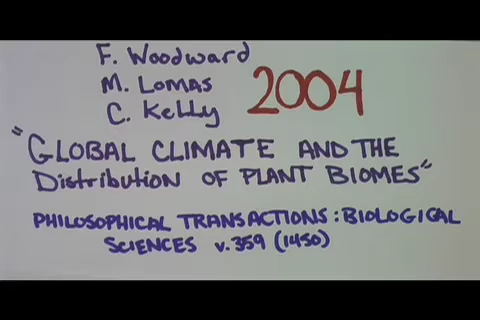 F. Woodward
M. Lomas
C. Kelly
2004
"GLOBAL CLIMATE AND THE
Distribution OF PLANT BIOMES"
PHILOSOPHICAL TRANSACTIONS: BIOLOGICAL
SCIENCES v.359 (1450)